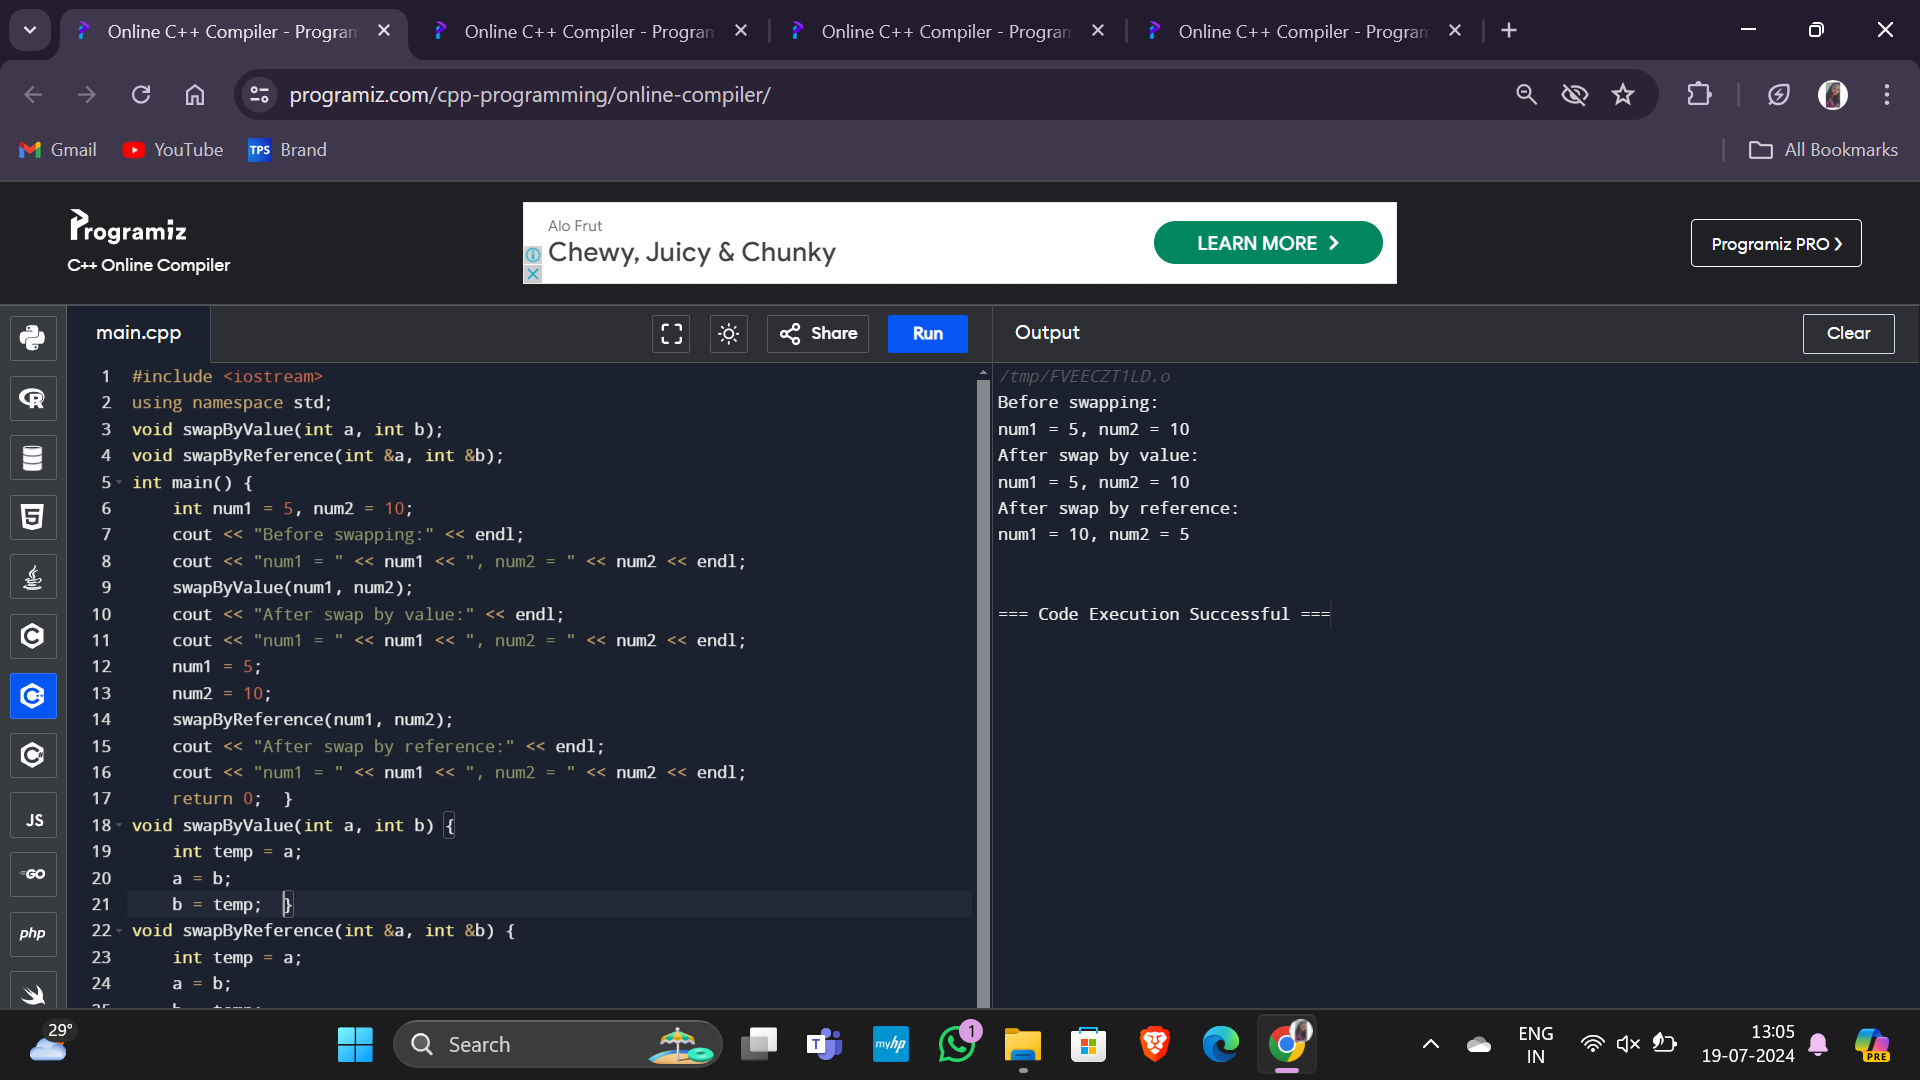 Online C++ Compiler - Program
Online C++ Compiler - Program
Online C++ Compiler - Program
Online C++ Compiler - Program
programiz.com/cpp-programming/online-compiler/
Gmail
YouTube
TPS Brand
All Bookmarks
Programiz
C++ Online Compiler
Alo Frut
Chewy, Juicy & Chunky
LEARN MORE
Programiz PRO
main.cpp
Share
Run
Output
Clear
1 #include <iostream>
2 using namespace std;
3 void swapByValue(int a, int b);
4 void swapByReference(int &a, int &b);
5 int main() {
6 int num1 = 5, num2 = 10;
7 cout << "Before swapping:" << endl;
8 cout << "num1 = " << num1 << ", num2 = " << num2 << endl;
9 swapByValue(num1, num2);
10 cout << "After swap by value:" << endl;
11 cout << "num1 = " << num1 << ", num2 = " << num2 << endl;
12 num1 = 5;
13 num2 = 10;
14 swapByReference(num1, num2);
15 cout << "After swap by reference:" << endl;
16 cout << "num1 = " << num1 << ", num2 = " << num2 << endl;
17 return 0;  }
18 void swapByValue(int a, int b) {
19 int temp = a;
20 a = b;
21 b = temp;  }
22 void swapByReference(int &a, int &b) {
23 int temp = a;
24 a = b;
/tmp/FVEECZT1LD.o
Before swapping:
num1 = 5, num2 = 10
After swap by value:
num1 = 5, num2 = 10
After swap by reference:
num1 = 10, num2 = 5
=== Code Execution Successful ===
R
5
C
C
C
JS
GO
php
29°
Search
T
myhp
1
ENG
IN
13:05
19-07-2024
PRE